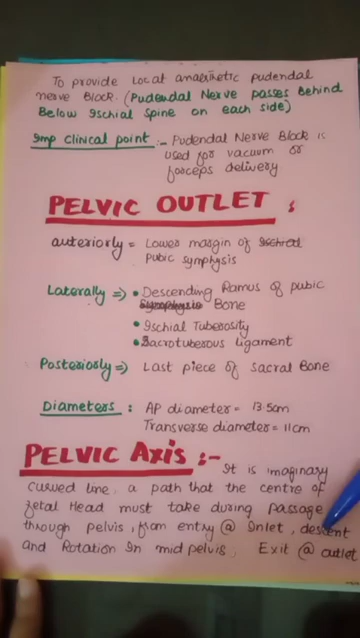 To provide Local anaesthetic pudendal
nerve Block. (Pudendal Nerve passes Behind
Below Ischial Spine on each side)
Imp Clinical point :- Pudendal Nerve Block is
used for vacuum or
forceps delivery
PELVIC OUTLET :
anteriorly = Lower margin of
Pubic symphysis
Laterally => • Descending Ramus of pubic
Bone
• Ischial Tuberosity
• Sacrotuberous ligament
Posteriorly => Last piece of sacral Bone
Diameters : AP diameter = 13.5cm
Transverse diameter = 11cm
PELVIC Axis :-
It is imaginary
curved line, a path that the centre of
fetal Head must take during passage
through pelvis, from entry @ Inlet, descent
and Rotation In mid pelvis, Exit @ outlet